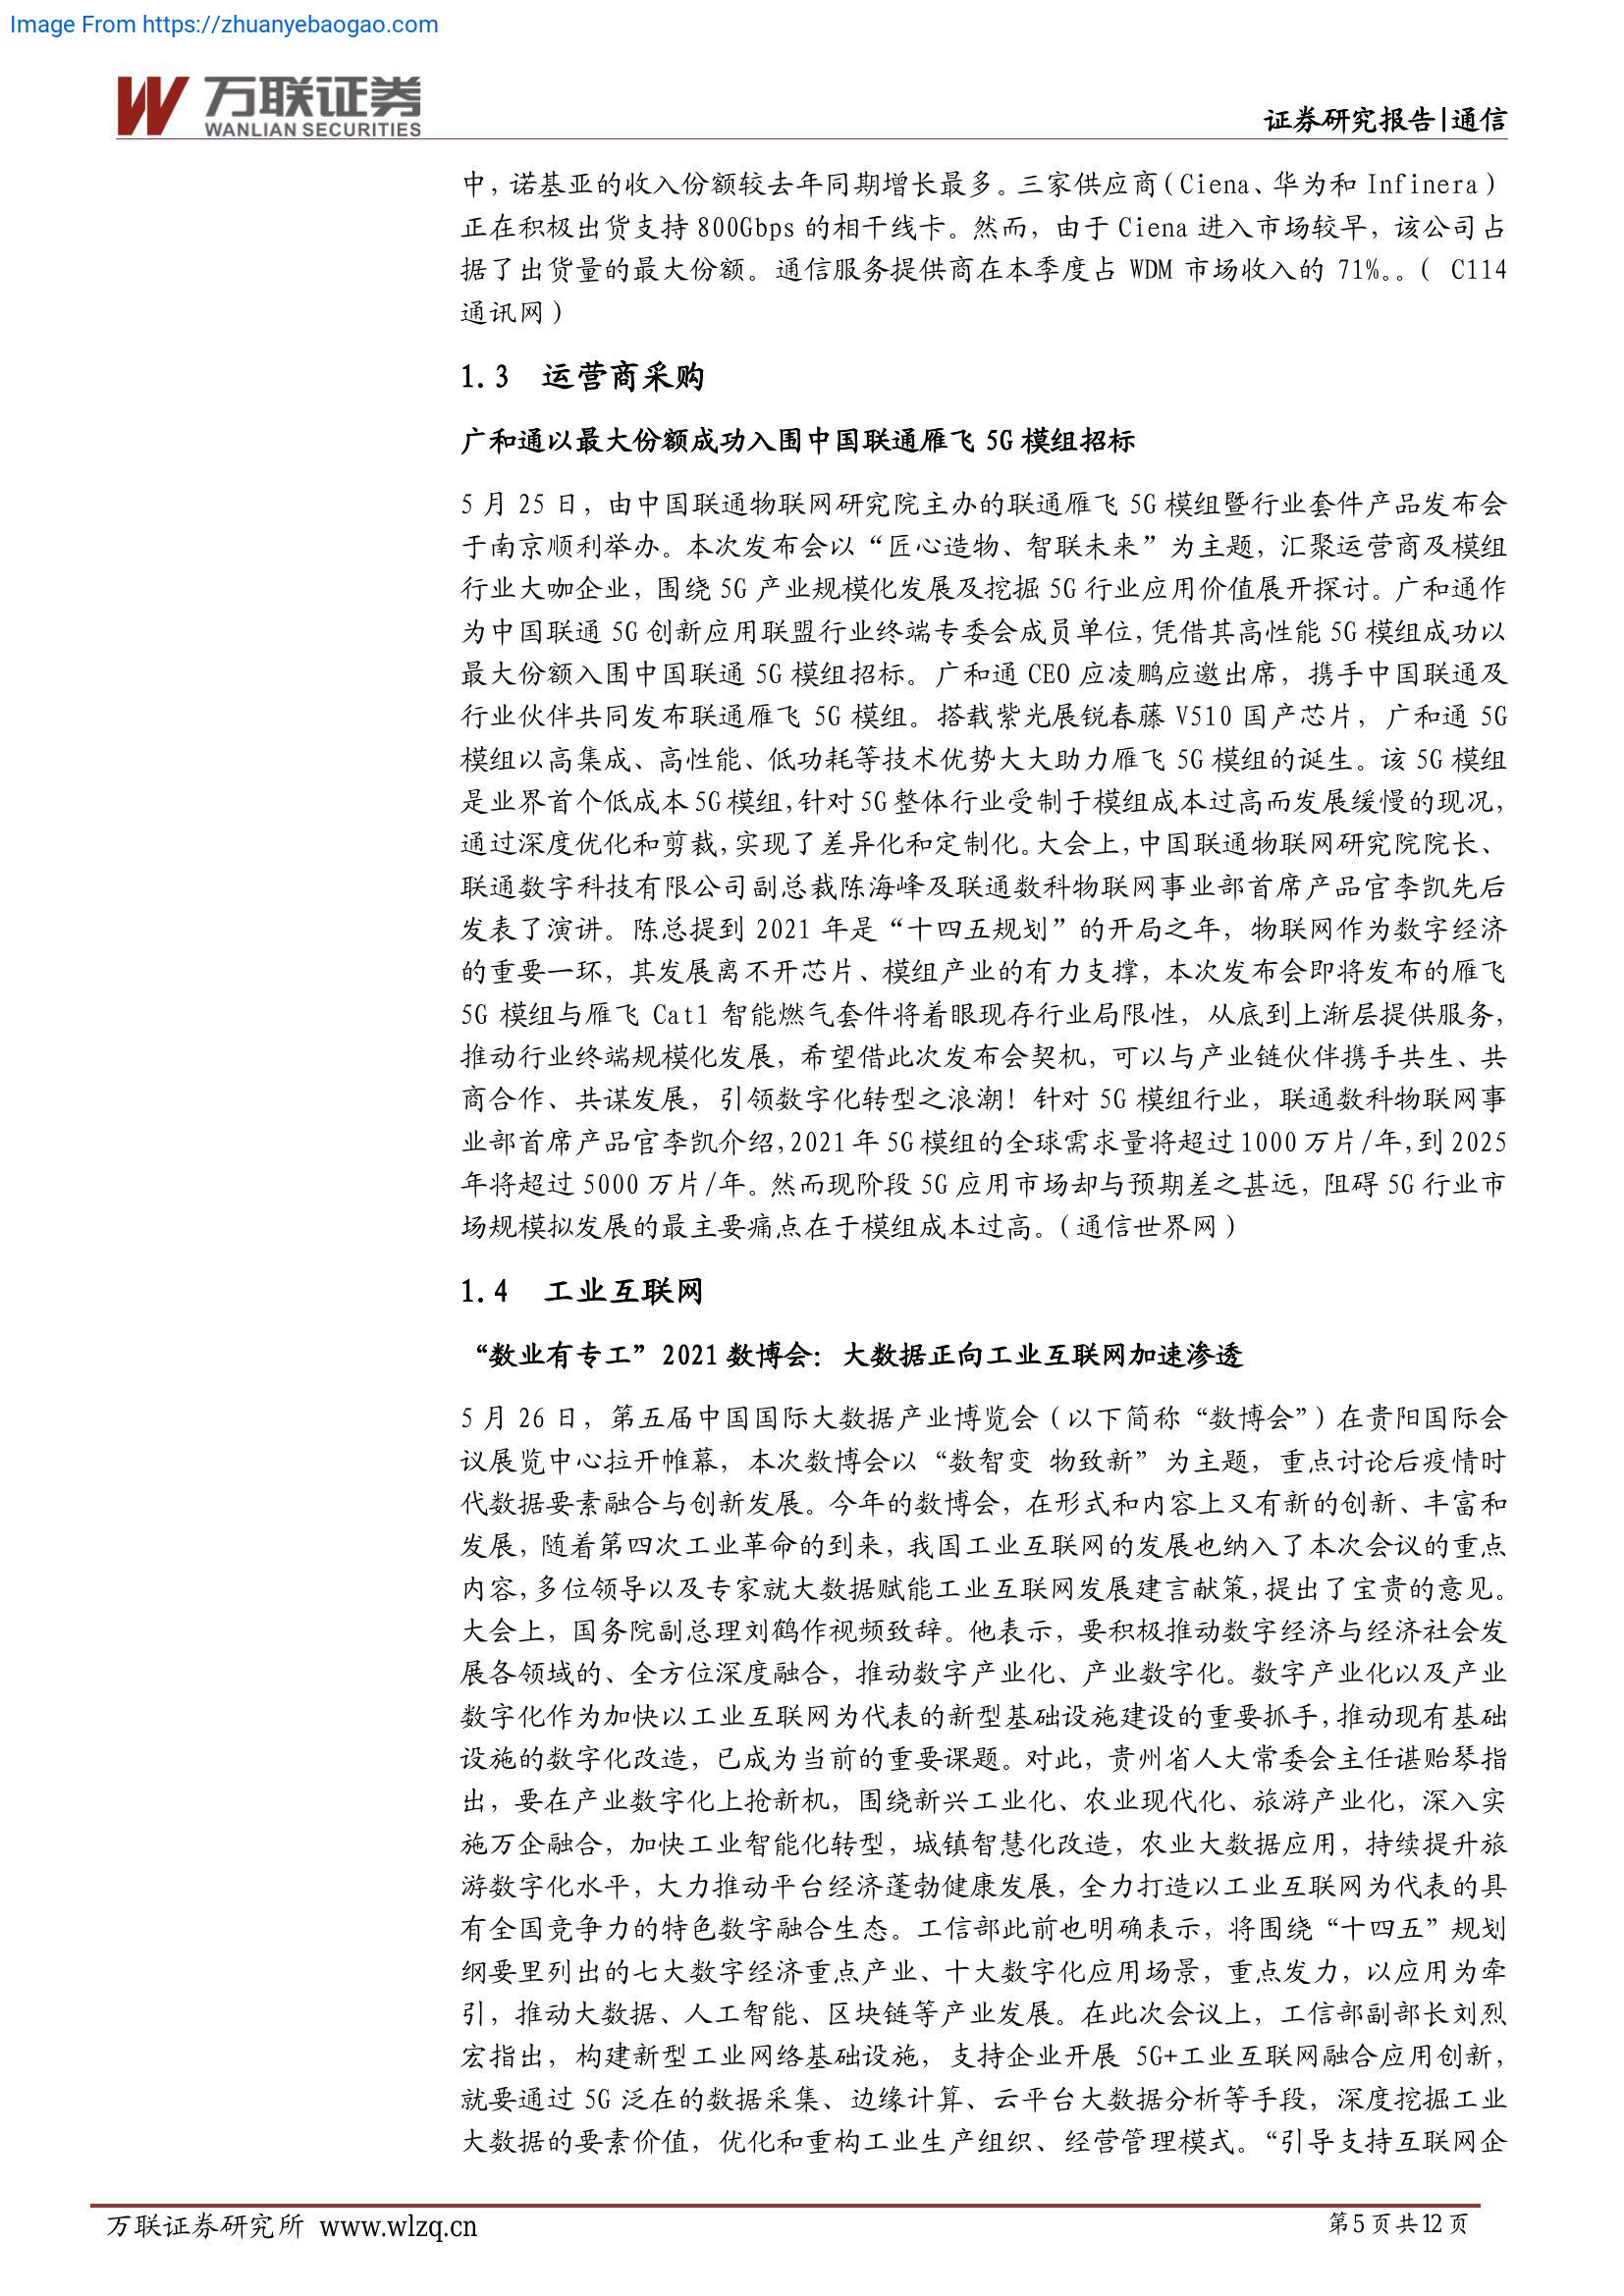 Image From https://zhuanyebaogao.com
万联证券
WANLIAN SECURITIES
证券研究报告|通信
中，诺基亚的收入份额较去年同期增长最多。三家供应商（Ciena、华为和 Infinera）
正在积极出货支持 800Gbps 的相干线卡。然而，由于 Ciena 进入市场较早，该公司占
据了出货量的最大份额。通信服务提供商在本季度占 WDM 市场收入的 71%。。（ C114
通讯网）
1.3 运营商采购
广和通以最大份额成功入围中国联通雁飞 5G 模组招标
5 月 25 日，由中国联通物联网研究院主办的联通雁飞 5G 模组暨行业套件产品发布会
于南京顺利举办。本次发布会以“匠心造物、智联未来”为主题，汇聚运营商及模组
行业大咖企业，围绕 5G 产业规模化发展及挖掘 5G 行业应用价值展开探讨。广和通作
为中国联通 5G 创新应用联盟行业终端专委会成员单位，凭借其高性能 5G 模组成功以
最大份额入围中国联通 5G 模组招标。广和通 CEO 应凌鹏应邀出席，携手中国联通及
行业伙伴共同发布联通雁飞 5G 模组。搭载紫光展锐春藤 V510 国产芯片，广和通 5G
模组以高集成、高性能、低功耗等技术优势大大助力雁飞 5G 模组的诞生。该 5G 模组
是业界首个低成本 5G 模组，针对 5G 整体行业受制于模组成本过高而发展缓慢的现况，
通过深度优化和剪裁，实现了差异化和定制化。大会上，中国联通物联网研究院院长、
联通数字科技有限公司副总裁陈海峰及联通数科物联网事业部首席产品官李凯先后
发表了演讲。陈总提到 2021 年是“十四五规划”的开局之年，物联网作为数字经济
的重要一环，其发展离不开芯片、模组产业的有力支撑，本次发布会即将发布的雁飞
5G 模组与雁飞 Cat1 智能燃气套件将着眼现存行业局限性，从底到上渐层提供服务，
推动行业终端规模化发展，希望借此次发布会契机，可以与产业链伙伴携手共生、共
商合作、共谋发展，引领数字化转型之浪潮！针对 5G 模组行业，联通数科物联网事
业部首席产品官李凯介绍，2021 年 5G 模组的全球需求量将超过 1000 万片/年，到 2025
年将超过 5000 万片/年。然而现阶段 5G 应用市场却与预期差之甚远，阻碍 5G 行业市
场规模拟发展的最主要痛点在于模组成本过高。（通信世界网）
1.4 工业互联网
“数业有专工”2021 数博会：大数据正向工业互联网加速渗透
5 月 26 日，第五届中国国际大数据产业博览会（以下简称“数博会”）在贵阳国际会
议展览中心拉开帷幕，本次数博会以“数智变 物致新”为主题，重点讨论后疫情时
代数据要素融合与创新发展。今年的数博会，在形式和内容上又有新的创新、丰富和
发展，随着第四次工业革命的到来，我国工业互联网的发展也纳入了本次会议的重点
内容，多位领导以及专家就大数据赋能工业互联网发展建言献策，提出了宝贵的意见。
大会上，国务院副总理刘鹤作视频致辞。他表示，要积极推动数字经济与经济社会发
展各领域的、全方位深度融合，推动数字产业化、产业数字化。数字产业化以及产业
数字化作为加快以工业互联网为代表的新型基础设施建设的重要抓手，推动现有基础
设施的数字化改造，已成为当前的重要课题。对此，贵州省人大常委会主任谌贻琴指
出，要在产业数字化上抢新机，围绕新兴工业化、农业现代化、旅游产业化，深入实
施万企融合，加快工业智能化转型，城镇智慧化改造，农业大数据应用，持续提升旅
游数字化水平，大力推动平台经济蓬勃健康发展，全力打造以工业互联网为代表的具
有全国竞争力的特色数字融合生态。工信部此前也明确表示，将围绕“十四五”规划
纲要里列出的七大数字经济重点产业、十大数字化应用场景，重点发力，以应用为牵
引，推动大数据、人工智能、区块链等产业发展。在此次会议上，工信部副部长刘烈
宏指出，构建新型工业网络基础设施，支持企业开展 5G+工业互联网融合应用创新，
就要通过 5G 泛在的数据采集、边缘计算、云平台大数据分析等手段，深度挖掘工业
大数据的要素价值，优化和重构工业生产组织、经营管理模式。“引导支持互联网企
万联证券研究所 www.wlzq.cn
第 5 页 共 12 页